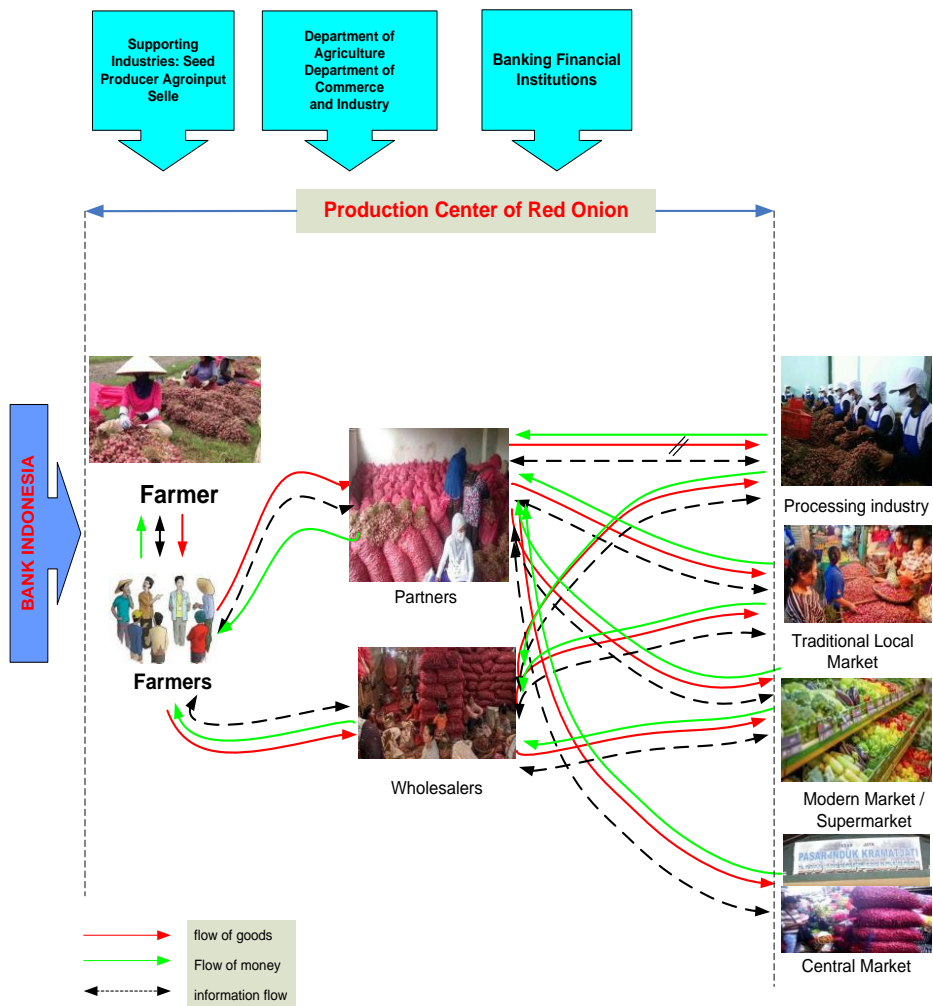 Supporting
Industries: Seed
Producer Agroinput
Selle
Department of
Agriculture
Department of
Commerce
and Industry
Banking Financial
Institutions
Production Center of Red Onion
BANK INDONESIA
Farmer
Farmers
Partners
Wholesalers
Processing industry
Traditional Local
Market
Modern Market /
Supermarket
PASAR INDUK KRAMATJATI
Central Market
flow of goods
Flow of money
information flow